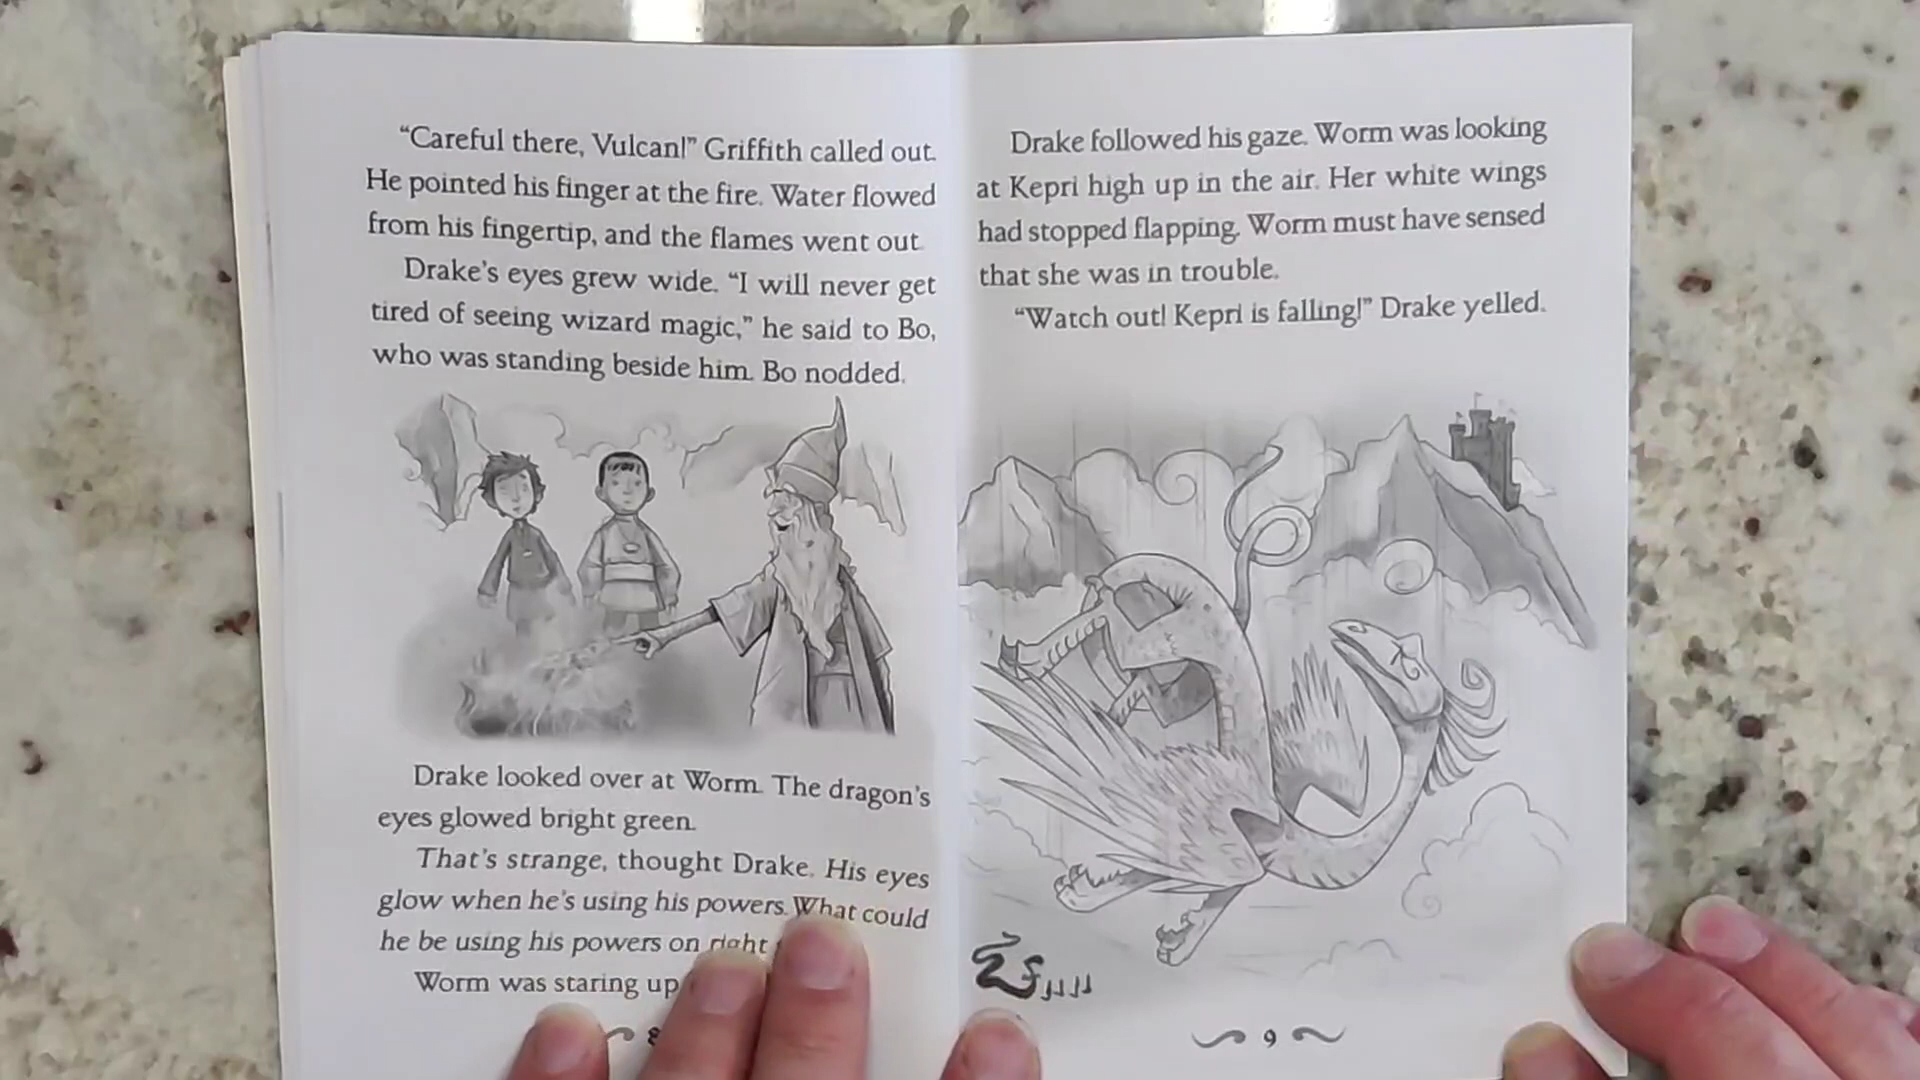 “Careful there, Vulcan!” Griffith called out.
He pointed his finger at the fire. Water flowed
from his fingertip, and the flames went out.
Drake’s eyes grew wide. “I will never get
tired of seeing wizard magic,” he said to Bo,
who was standing beside him. Bo nodded.
Drake looked over at Worm. The dragon’s
eyes glowed bright green.
That’s strange, thought Drake. His eyes
glow when he’s using his powers. What could
he be using his powers on right
Worm was staring up
8
Drake followed his gaze. Worm was looking
at Kepri high up in the air. Her white wings
had stopped flapping. Worm must have sensed
that she was in trouble.
“Watch out! Kepri is falling!” Drake yelled.
9